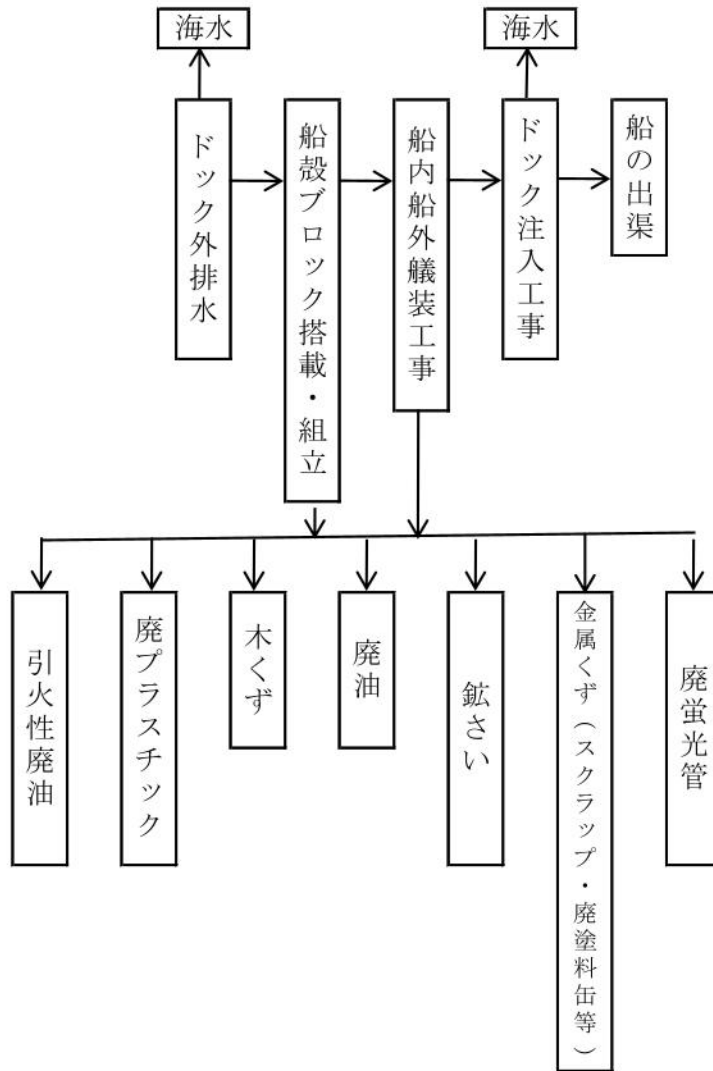 海水
海水
ドック外排水
船殻ブロック搭載・組立
船内船外艤装工事
ドック注入工事
船の出渠
引火性廃油
廃プラスチック
木くず
廃油
鉱さい
金属くず（スクラップ・廃塗料缶等）
廃蛍光管